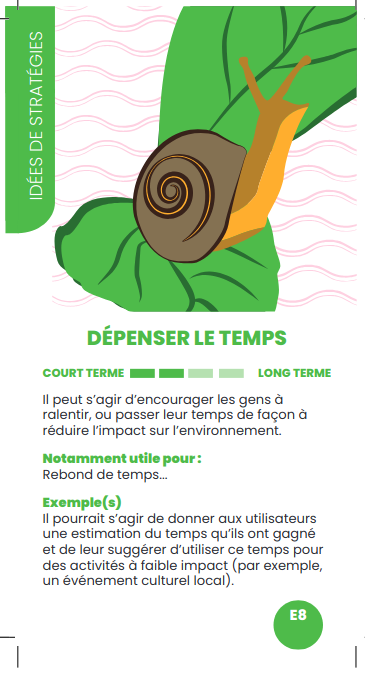 IDÉES DE STRATÉGIES
DÉPENSER LE TEMPS
COURT TERME LONG TERME
Il peut s’agir d’encourager les gens à
ralentir, ou passer leur temps de façon à
réduire l’impact sur l’environnement.
Notamment utile pour :
Rebond de temps...
Exemple(s)
Il pourrait s’agir de donner aux utilisateurs
une estimation du temps qu’ils ont gagné
et de leur suggérer d’utiliser ce temps pour
des activités à faible impact (par exemple,
un événement culturel local).
E8